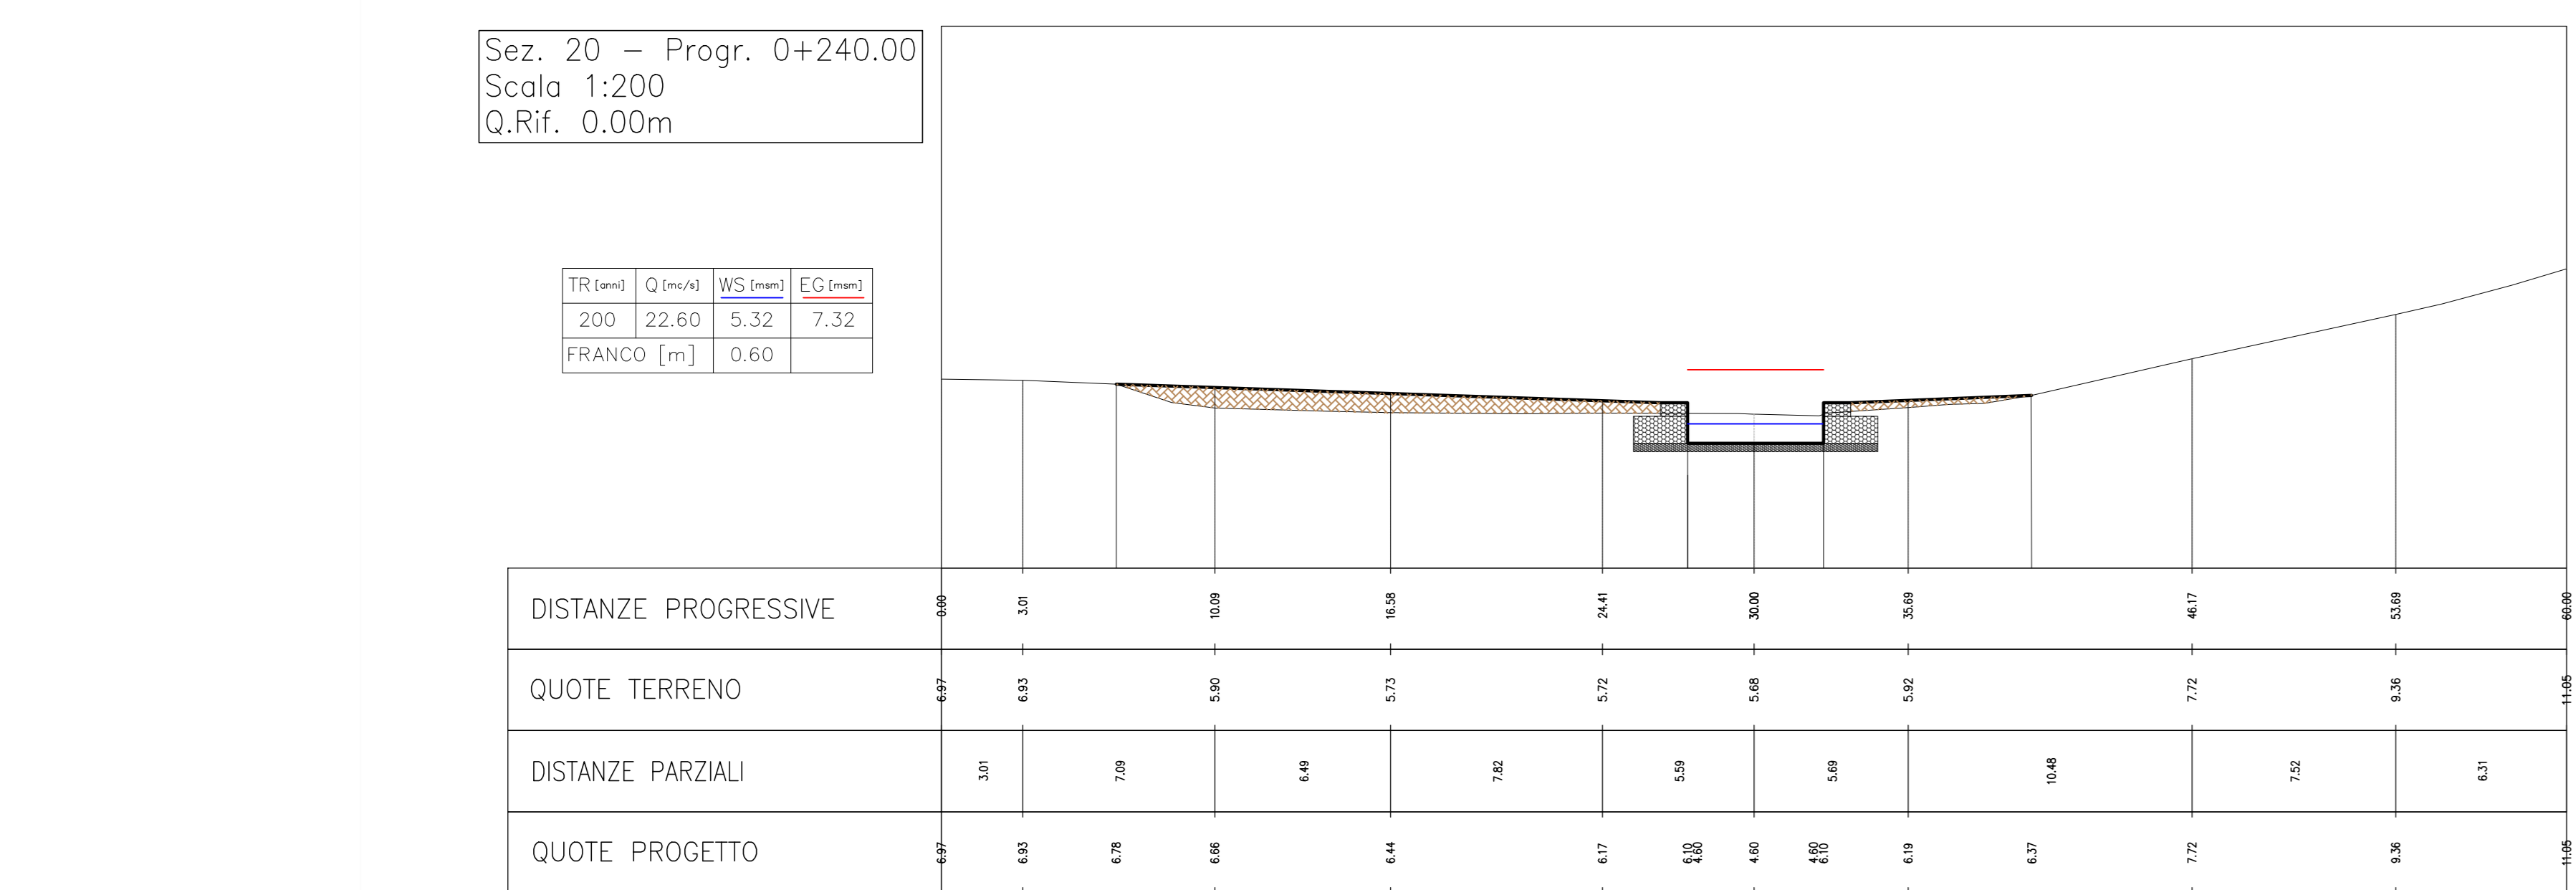 Sez. 20 – Progr. 0+240.00
Scala 1:200
Q.Rif. 0.00m
TR [anni] Q [mc/s] WS [msm] EG [msm]
200 22.60 5.32 7.32
FRANCO [m] 0.60
DISTANZE PROGRESSIVE 0.00 3.01 10.09 16.58 24.41 30.00 35.69 46.17 53.69 60.00
QUOTE TERRENO 6.97 6.93 5.90 5.73 5.72 5.68 5.92 7.72 9.36 11.05
DISTANZE PARZIALI 3.01 7.09 6.49 7.82 5.59 5.69 10.48 7.52 6.31
QUOTE PROGETTO 6.97 6.93 6.78 6.66 6.44 6.17 6.10 4.60 4.60 4.60 6.10 6.19 6.37 7.72 9.36 11.05